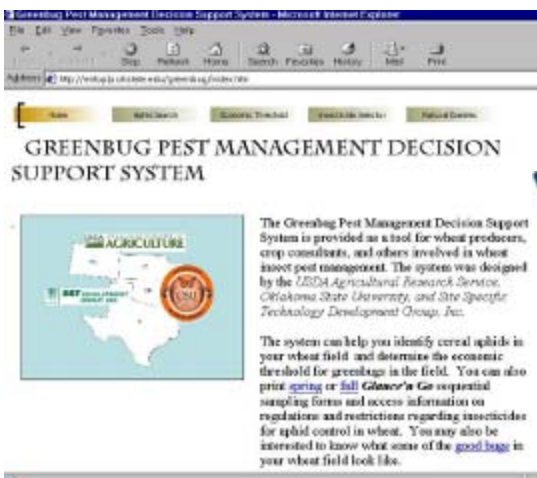 Greenbug Pest Management Decision Support System - Microsoft Internet Explorer
File Edit View Favorites Tools Help
Stop Refresh Home Search Favorites History Mail Print
Address
Home Aphid Search Economic Threshold Insecticide Selector Natural Enemies
GREENBUG PEST MANAGEMENT DECISION
SUPPORT SYSTEM
USDA
AGRICULTURE
SST DEVELOPMENT
GROUP, INC.
OSU
The Greenbug Pest Management Decision Support
System is provided as a tool for wheat producers,
crop consultants, and others involved in wheat
insect pest management. The system was designed
by the USDA Agricultural Research Service,
Oklahoma State University, and Site Specific
Technology Development Group, Inc.
The system can help you identify cereal aphids in
your wheat field and determine the economic
threshold for greenbugs in the field. You can also
print spring or fall Glance'n Go sequential
sampling forms and access information on
regulations and restrictions regarding insecticides
for aphid control in wheat. You may also be
interested to know what some of the good bugs in
your wheat field look like.